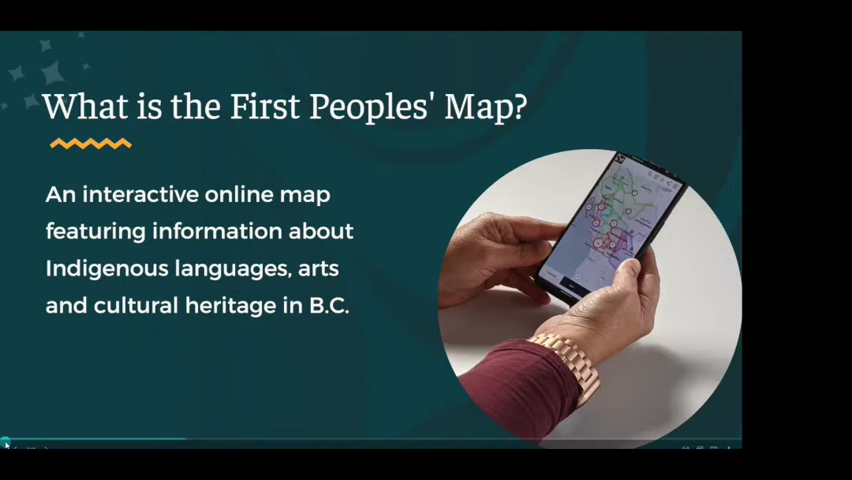 What is the First Peoples' Map?
An interactive online map
featuring information about
Indigenous languages, arts
and cultural heritage in B.C.